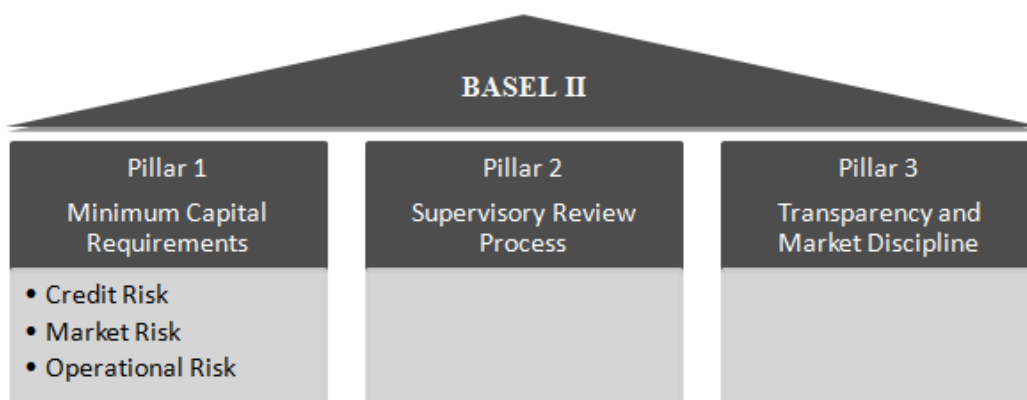 BASEL II
Pillar 1
Minimum Capital
Requirements
• Credit Risk
• Market Risk
• Operational Risk
Pillar 2
Supervisory Review
Process
Pillar 3
Transparency and
Market Discipline